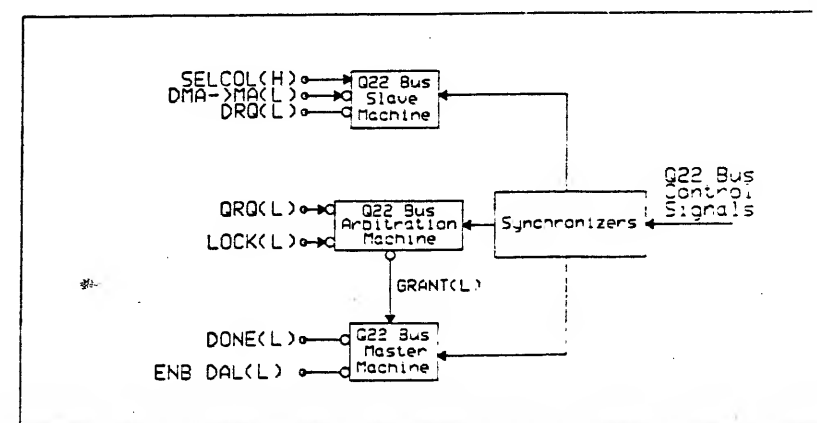 SELCOL(H)
DMA->MA(L)
DRQ(L)
Q22 Bus
Slave
Machine
Q22 Bus
Control
Signals
QRQ(L)
LOCK(L)
Q22 Bus
Arbitration
Machine
Synchronizers
GRANT(L)
DONE(L)
ENB DAL(L)
Q22 Bus
Master
Machine